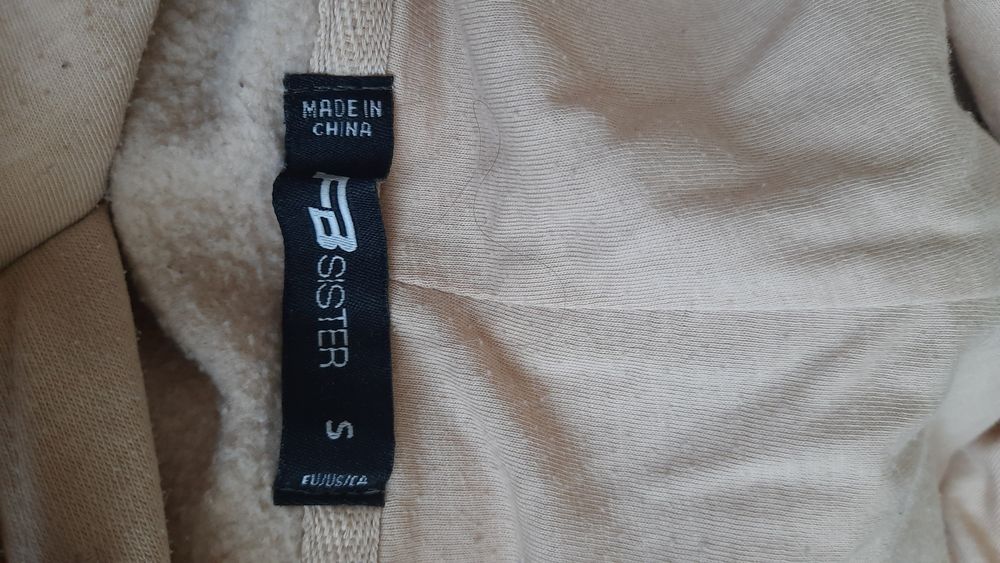 MADE IN
CHINA
FB
SISTER
S
EU/US/CA